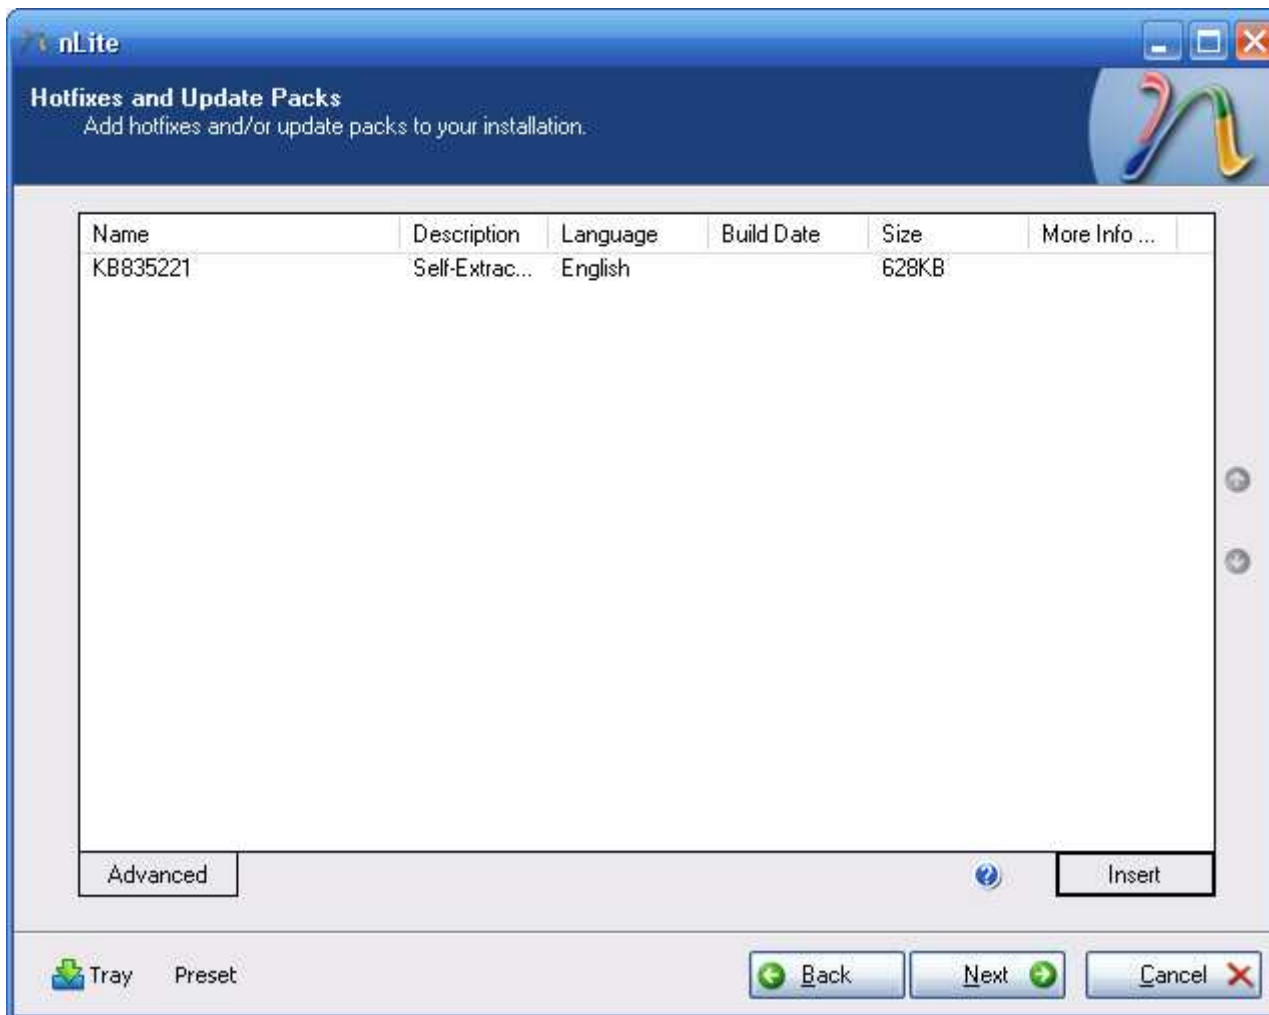 nLite
Hotfixes and Update Packs
Add hotfixes and/or update packs to your installation.
Name Description Language Build Date Size More Info ...
KB835221 Self-Extrac... English 628KB
Advanced Insert
Tray Preset Back Next Cancel